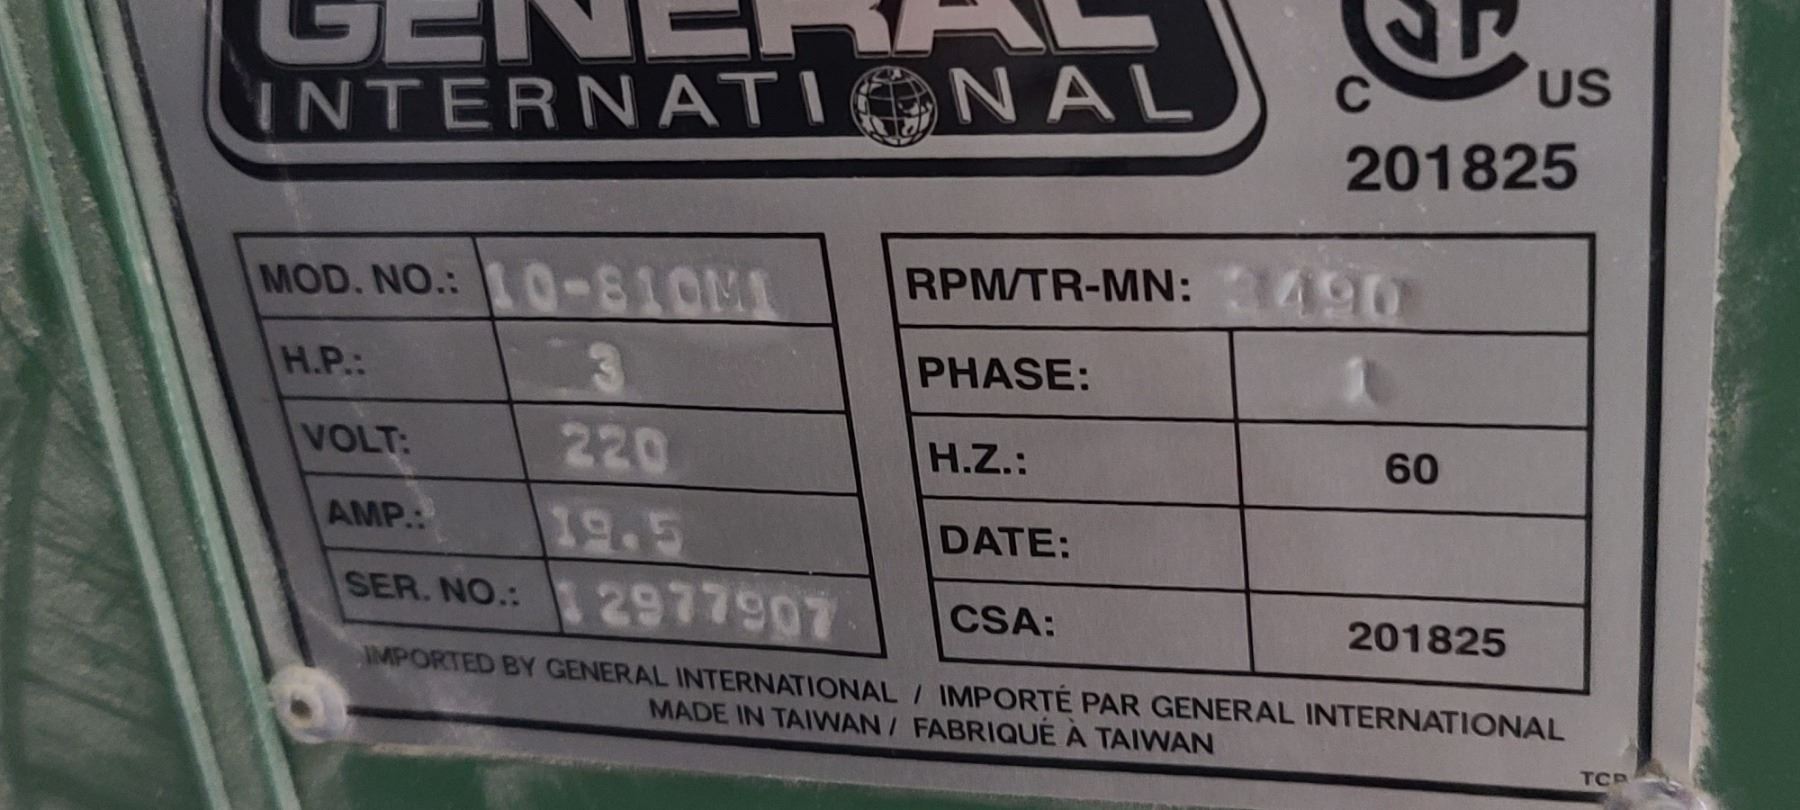 GENERAL
INTERNATIONAL
C US
201825
MOD. NO.: 10-810M1
H.P.: 3
VOLT: 220
AMP.: 19.5
SER. NO.: 12977907
RPM/TR-MN: 3490
PHASE: 1
H.Z.: 60
DATE:
CSA: 201825
IMPORTED BY GENERAL INTERNATIONAL / IMPORTÉ PAR GENERAL INTERNATIONAL
MADE IN TAIWAN / FABRIQUÉ À TAIWAN